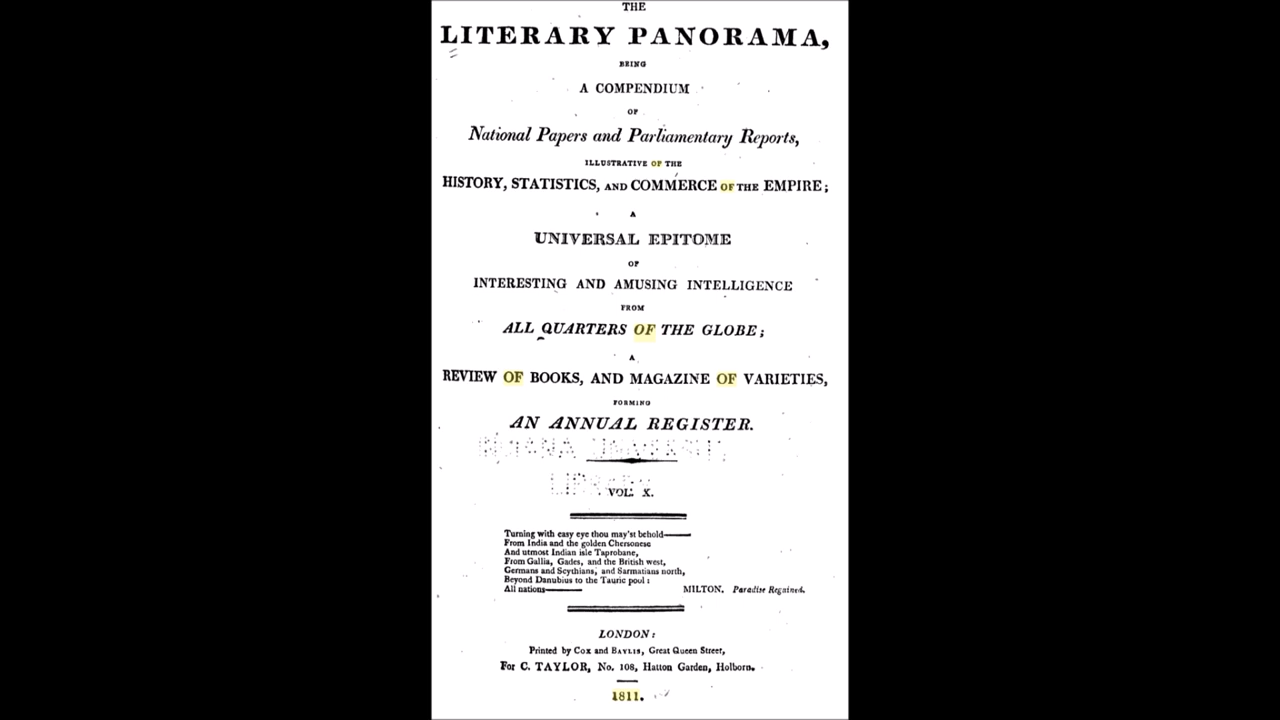 THE
LITERARY PANORAMA,
BEING
A COMPENDIUM
OF
National Papers and Parliamentary Reports,
ILLUSTRATIVE OF THE
HISTORY, STATISTICS, AND COMMERCE OF THE EMPIRE;
A
UNIVERSAL EPITOME
OF
INTERESTING AND AMUSING INTELLIGENCE
FROM
ALL QUARTERS OF THE GLOBE;
A
REVIEW OF BOOKS, AND MAGAZINE OF VARIETIES,
FORMING
AN ANNUAL REGISTER.
INDIANA UNIVERSITY
LIBRARY
VOL. X.
Turning with easy eye thou may'st behold——
From India and the golden Chersonese
And utmost Indian isle Taprobane,
From Gallia, Gades, and the British west,
Germans and Scythians, and Sarmatians north,
Beyond Danubius to the Tauric pool:
All nations—— MILTON. Paradise Regained.
LONDON:
Printed by COX and BAYLIS, Great Queen Street,
For C. TAYLOR, No. 108, Hatton Garden, Holborn.
1811.